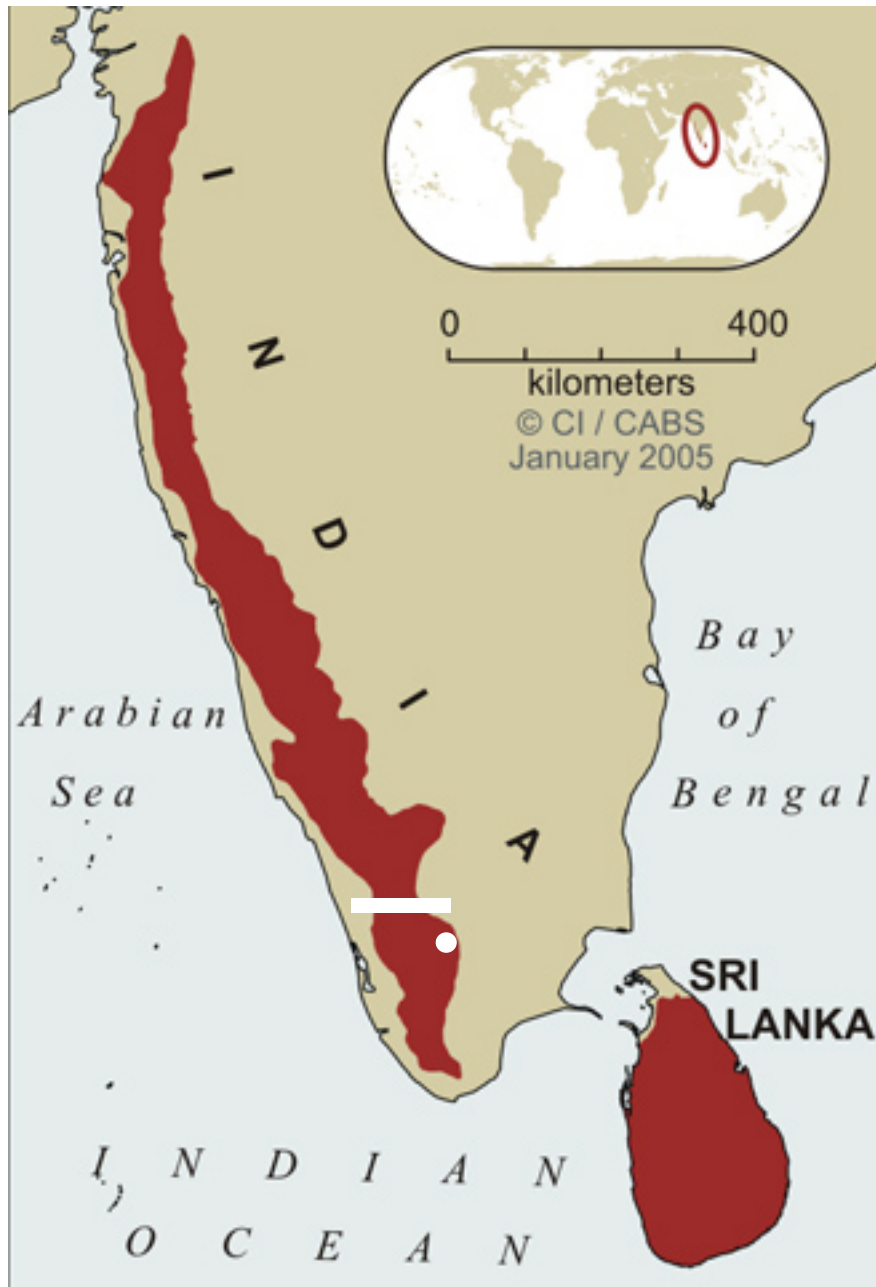 0 400
kilometers
© CI / CABS
January 2005
I N D I A
Arabian
Sea
Bay
of
Bengal
SRI
LANKA
INDIAN
OCEAN